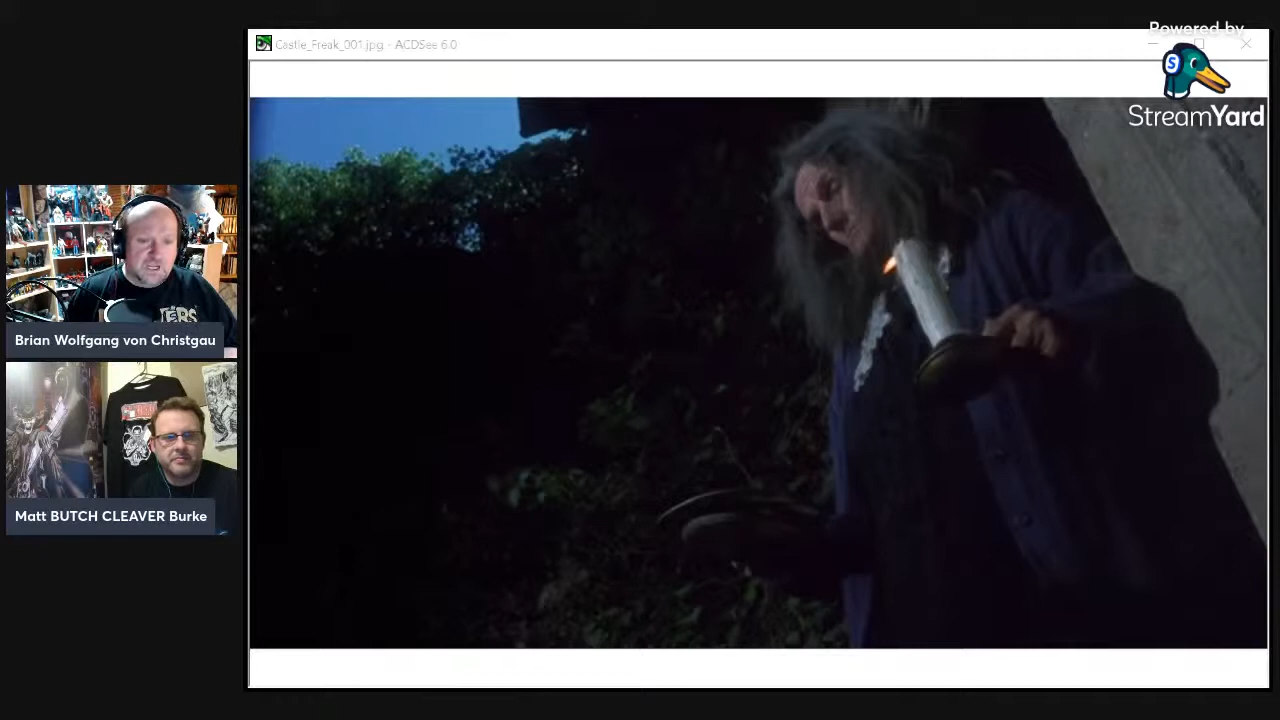 Castle_Freak_001.jpg - ACDSee 6.0
Powered by
S
StreamYard
Brian Wolfgang von Christgau
Matt BUTCH CLEAVER Burke